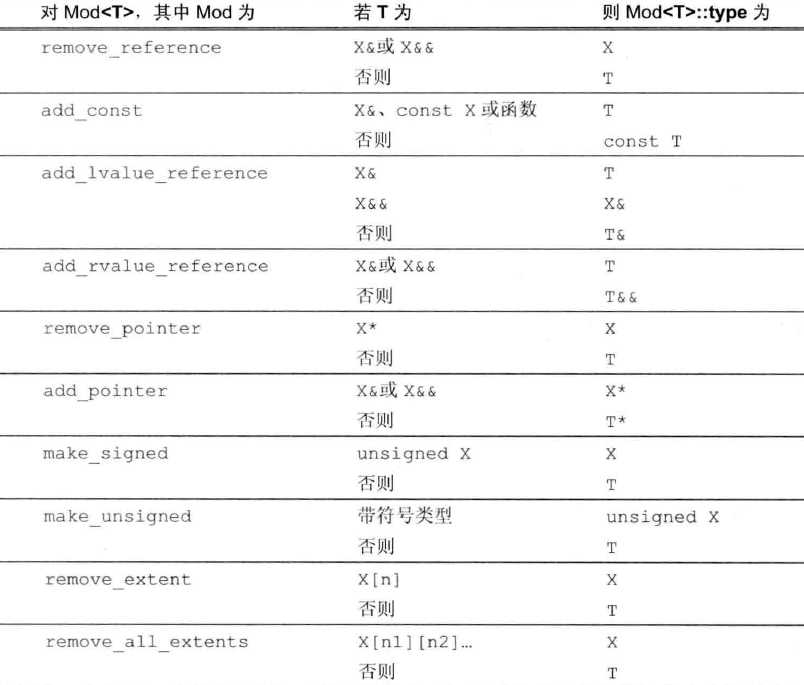 对 Mod<T>，其中 Mod 为 若 T 为 则 Mod<T>::type 为
remove_reference X&或 X&& X
否则 T
add_const X&、const X 或函数 T
否则 const T
add_lvalue_reference X& T
X&& X&
否则 T&
add_rvalue_reference X&或 X&& T
否则 T&&
remove_pointer X* X
否则 T
add_pointer X&或 X&& X*
否则 T*
make_signed unsigned X X
否则 T
make_unsigned 带符号类型 unsigned X
否则 T
remove_extent X[n] X
否则 T
remove_all_extents X[n1][n2]… X
否则 T